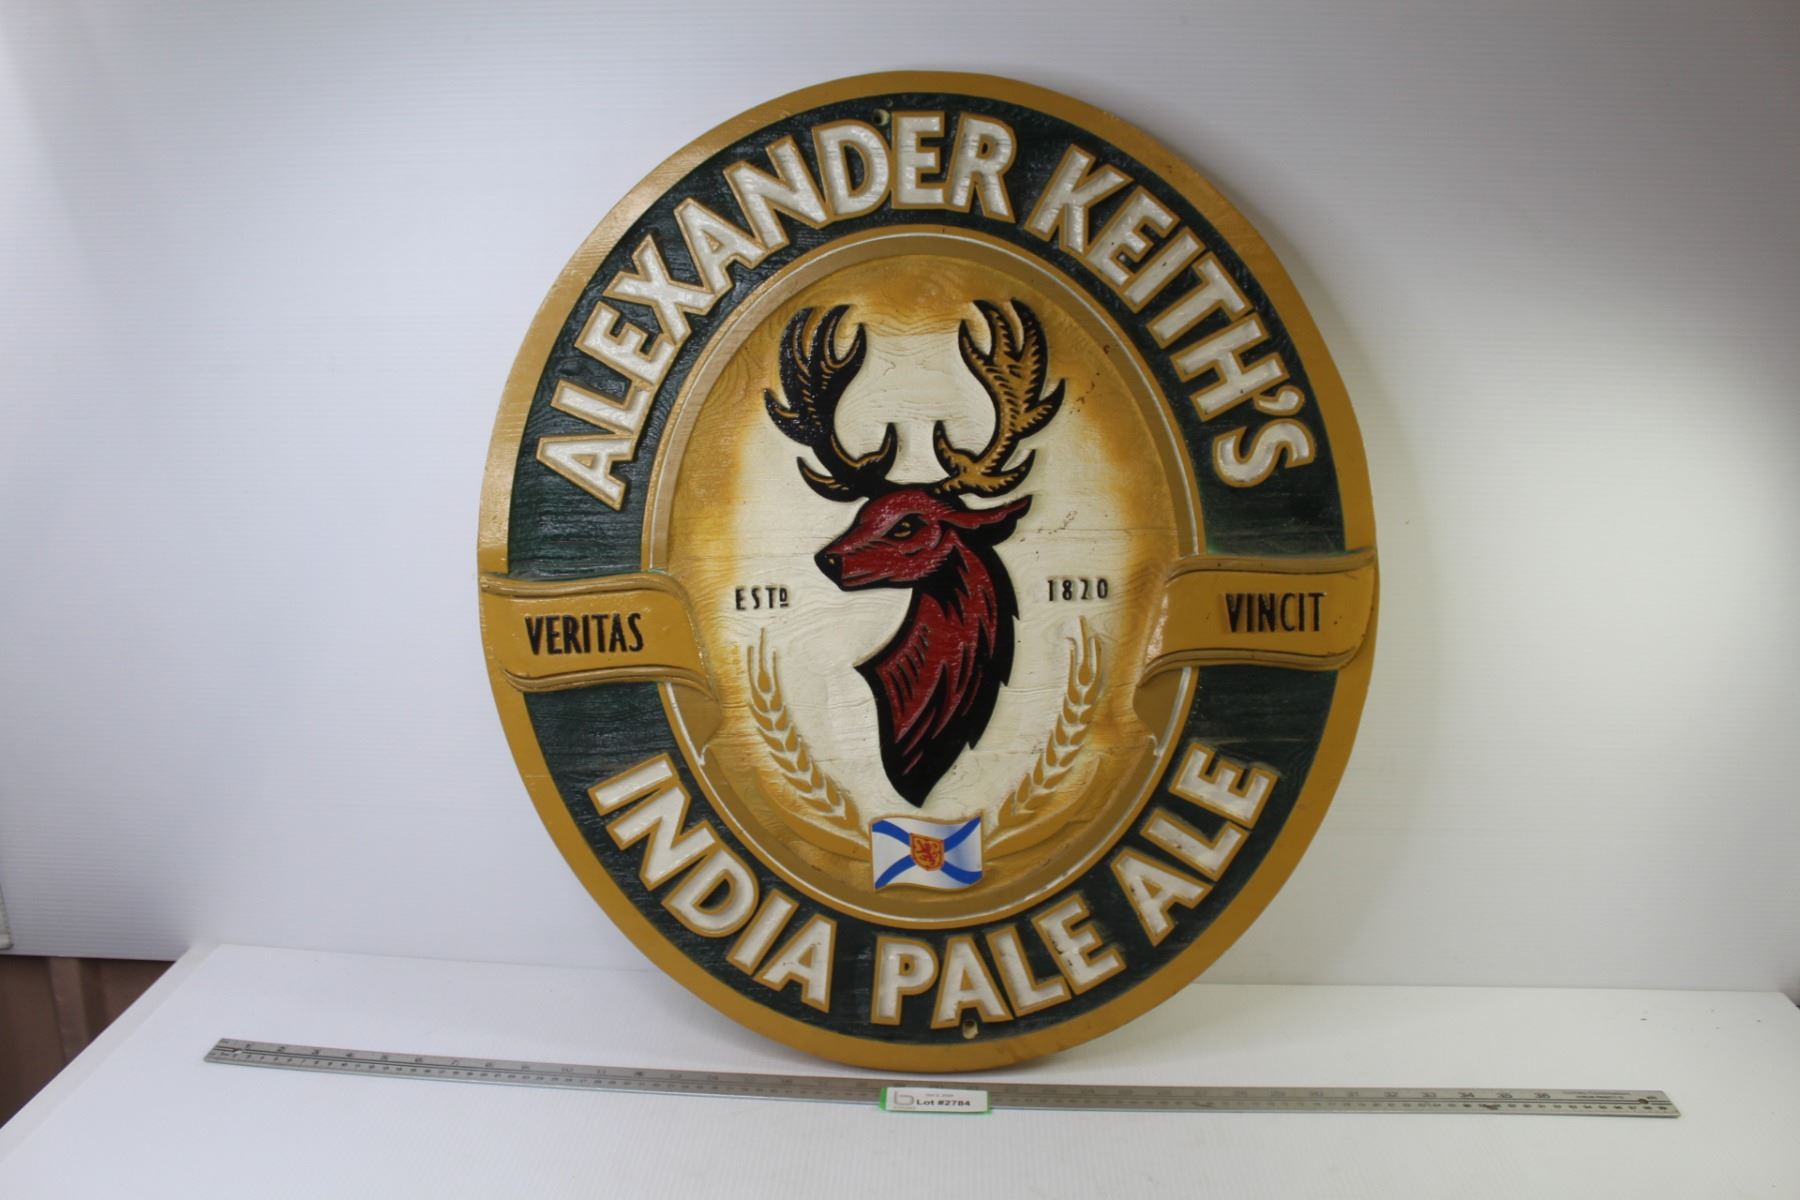 ALEXANDER KEITH'S
ESTD 1820
VERITAS VINCIT
INDIA PALE ALE
Lot #2784